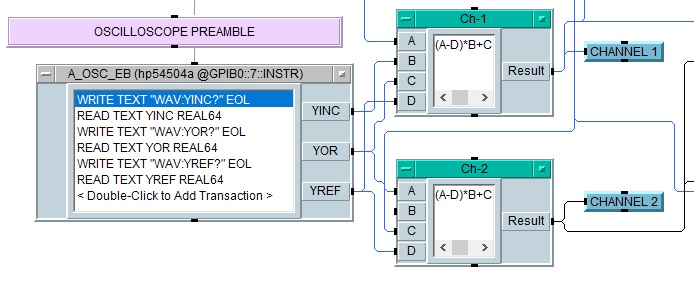 OSCILLOSCOPE PREAMBLE
A_OSC_EB (hp54504a @GPIB0::7::INSTR)
WRITE TEXT "WAV:YINC?" EOL
READ TEXT YINC REAL64
WRITE TEXT "WAV:YOR?" EOL
READ TEXT YOR REAL64
WRITE TEXT "WAV:YREF?" EOL
READ TEXT YREF REAL64
< Double-Click to Add Transaction >
YINC
YOR
YREF
Ch-1
A
B
C
D
(A-D)*B+C
Result
CHANNEL 1
Ch-2
A
B
C
D
(A-D)*B+C
Result
CHANNEL 2